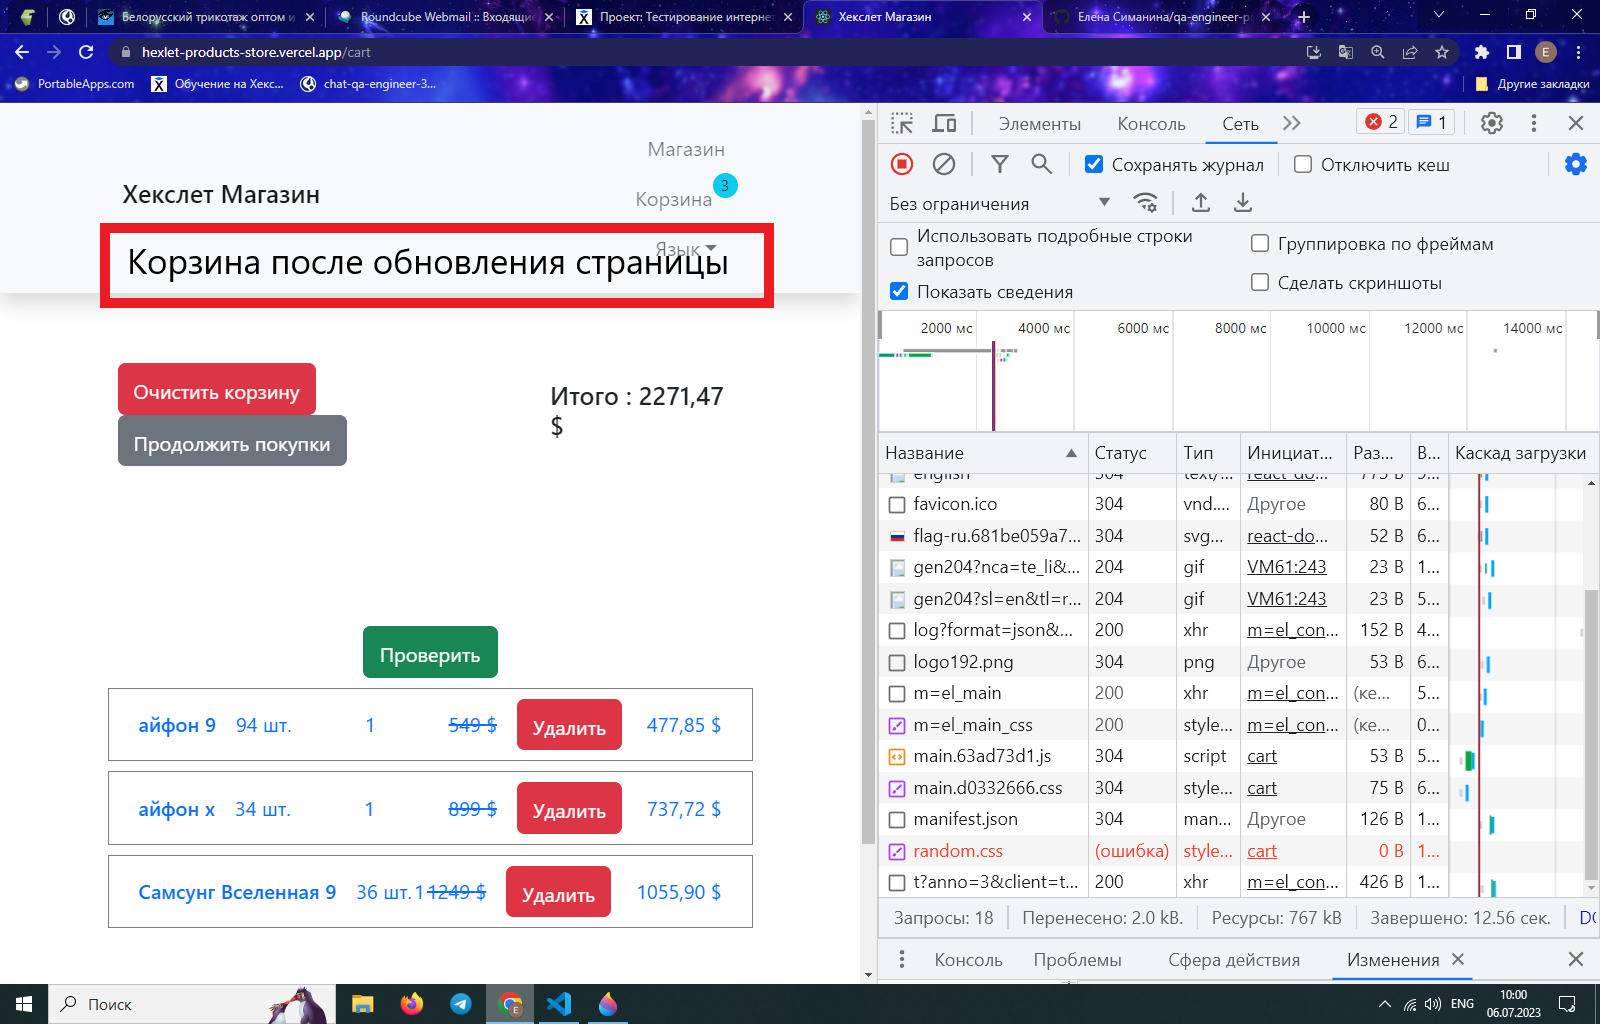 Белорусский трикотаж оптом и
Roundcube Webmail :: Входящие
Проект: Тестирование интернет
Хекслет Магазин
Елена Симанина/qa-engineer-pr
hexlet-products-store.vercel.app/cart
E
PortableApps.com
Обучение на Хекс...
chat-qa-engineer-3...
Другие закладки
Магазин
Хекслет Магазин
Корзина
3
Язык
Корзина после обновления страницы
Очистить корзину
Итого : 2271,47
$
Продолжить покупки
Проверить
айфон 9 94 шт. 1 549 $ Удалить 477,85 $
айфон х 34 шт. 1 899 $ Удалить 737,72 $
Самсунг Вселенная 9 36 шт. 1 1249 $ Удалить 1055,90 $
Элементы Консоль Сеть 2 1
Сохранять журнал Отключить кеш
Без ограничения
Использовать подробные строки
запросов
Группировка по фреймам
Показать сведения
Сделать скриншоты
2000 мс 4000 мс 6000 мс 8000 мс 10000 мс 12000 мс 14000 мс
Название Статус Тип Инициат... Раз... В... Каскад загрузки
english 304 text/... react-do...
favicon.ico 304 vnd.... Другое 80 B 6...
flag-ru.681be059a7... 304 svg... react-do... 52 B 6...
gen204?nca=te_li&... 204 gif VM61:243 23 B 1...
gen204?sl=en&tl=r... 204 gif VM61:243 23 B 5...
log?format=json&... 200 xhr m=el_con... 152 B 4...
logo192.png 304 png Другое 53 B 6...
m=el_main 200 xhr m=el_con... (ке... 5...
m=el_main_css 200 style... m=el_con... (ке... 0...
main.63ad73d1.js 304 script cart 53 B 5...
main.d0332666.css 304 style... cart 75 B 6...
manifest.json 304 man... Другое 126 B 1...
random.css (ошибка) style... cart 0 B 1...
t?anno=3&client=t... 200 xhr m=el_con... 426 B 1...
Запросы: 18 Перенесено: 2.0 kB. Ресурсы: 767 kB Завершено: 12.56 сек. DC
Консоль Проблемы Сфера действия Изменения
Поиск
ENG
10:00
06.07.2023